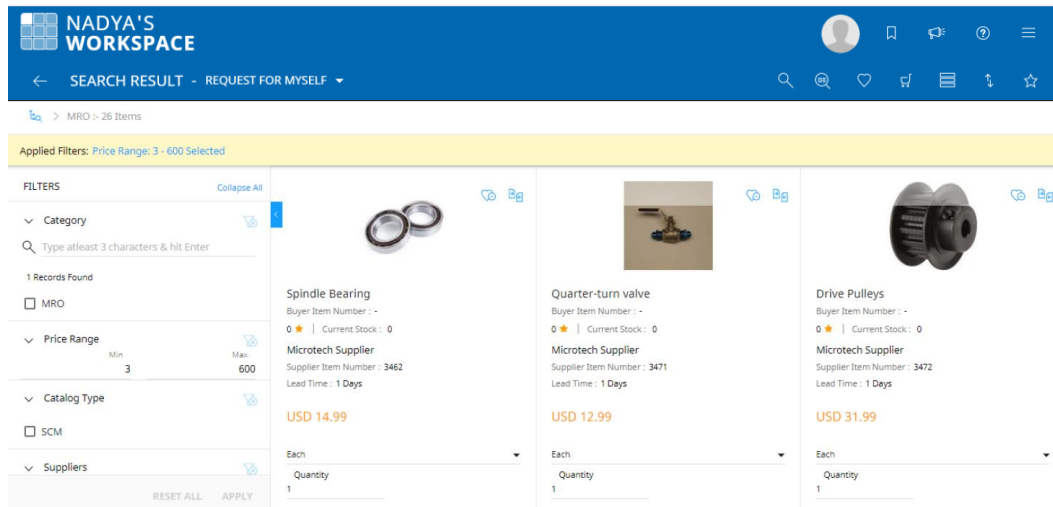 NADYA'S
WORKSPACE
SEARCH RESULT - REQUEST FOR MYSELF
MRO :- 26 Items
Applied Filters: Price Range: 3 - 600 Selected
FILTERS
Collapse All
Category
Type atleast 3 characters & hit Enter
1 Records Found
MRO
Price Range
Min
Max
3
600
Catalog Type
SCM
Suppliers
RESET ALL
APPLY
Spindle Bearing
Buyer Item Number : -
0 ★ | Current Stock : 0
Microtech Supplier
Supplier Item Number : 3462
Lead Time : 1 Days
USD 14.99
Each
Quantity
1
Quarter-turn valve
Buyer Item Number : -
0 ★ | Current Stock : 0
Microtech Supplier
Supplier Item Number : 3471
Lead Time : 1 Days
USD 12.99
Each
Quantity
1
Drive Pulleys
Buyer Item Number : -
0 ★ | Current Stock : 0
Microtech Supplier
Supplier Item Number : 3472
Lead Time : 1 Days
USD 31.99
Each
Quantity
1